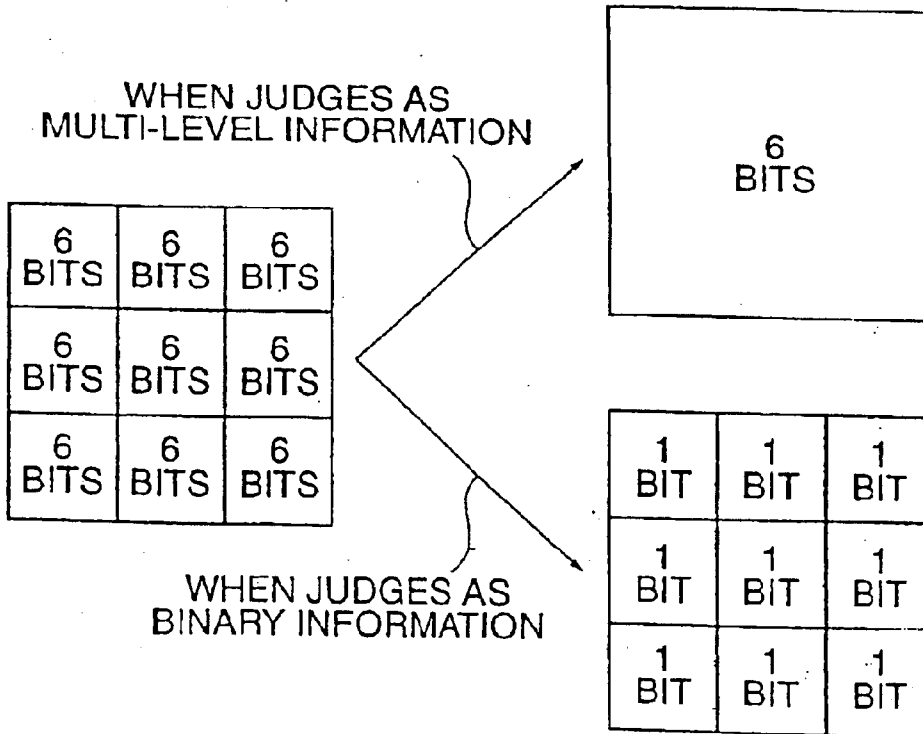 WHEN JUDGES AS
MULTI-LEVEL INFORMATION
6
BITS
6 6 6
BITS BITS BITS
6 6 6
BITS BITS BITS
6 6 6
BITS BITS BITS
WHEN JUDGES AS
BINARY INFORMATION
1 1 1
BIT BIT BIT
1 1 1
BIT BIT BIT
1 1 1
BIT BIT BIT